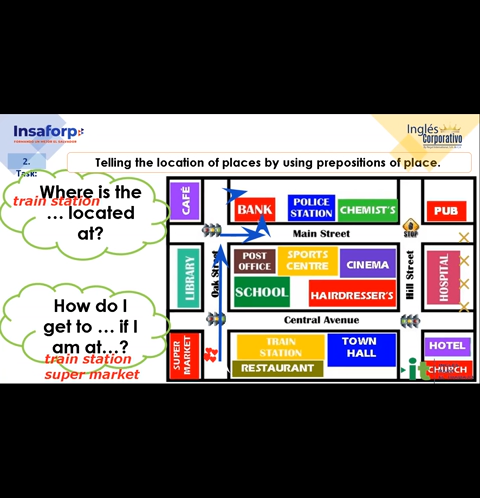 Insaforp
Inglés
Corporativo
2.
Task:
Telling the location of places by using prepositions of place.
Where is the
train station
… located
at?
How do I
get to … if I
am at…?
train station
super market
CAFÉ
BANK
POLICE
STATION
CHEMIST'S
PUB
STOP
Main Street
LIBRARY
Oak Street
POST
OFFICE
SPORTS
CENTRE
CINEMA
Hill Street
HOSPITAL
SCHOOL
HAIRDRESSER'S
Central Avenue
SUPER
MARKET
TRAIN
STATION
TOWN
HALL
HOTEL
RESTAURANT
CHURCH
it